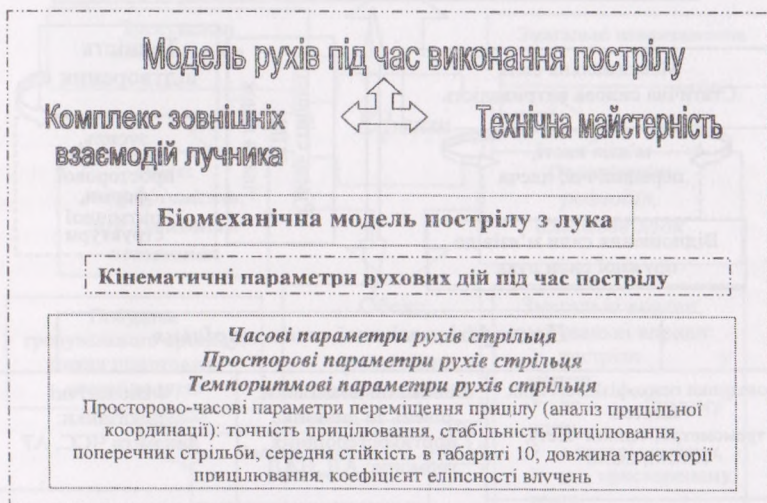 Модель рухів під час виконання пострілу
Комплекс зовнішніх
взаємодій лучника
Технічна майстерність
Біомеханічна модель пострілу з лука
Кінематичні параметри рухових дій під час пострілу
Часові параметри рухів стрільця
Просторові параметри рухів стрільця
Темпоритмові параметри рухів стрільця
Просторово-часові параметри переміщення прицілу (аналіз прицільної
координації): точність прицілювання, стабільність прицілювання,
поперечник стрільби, середня стійкість в габариті 10, довжина траєкторії
прицілювання, коефіцієнт еліпсності влучень